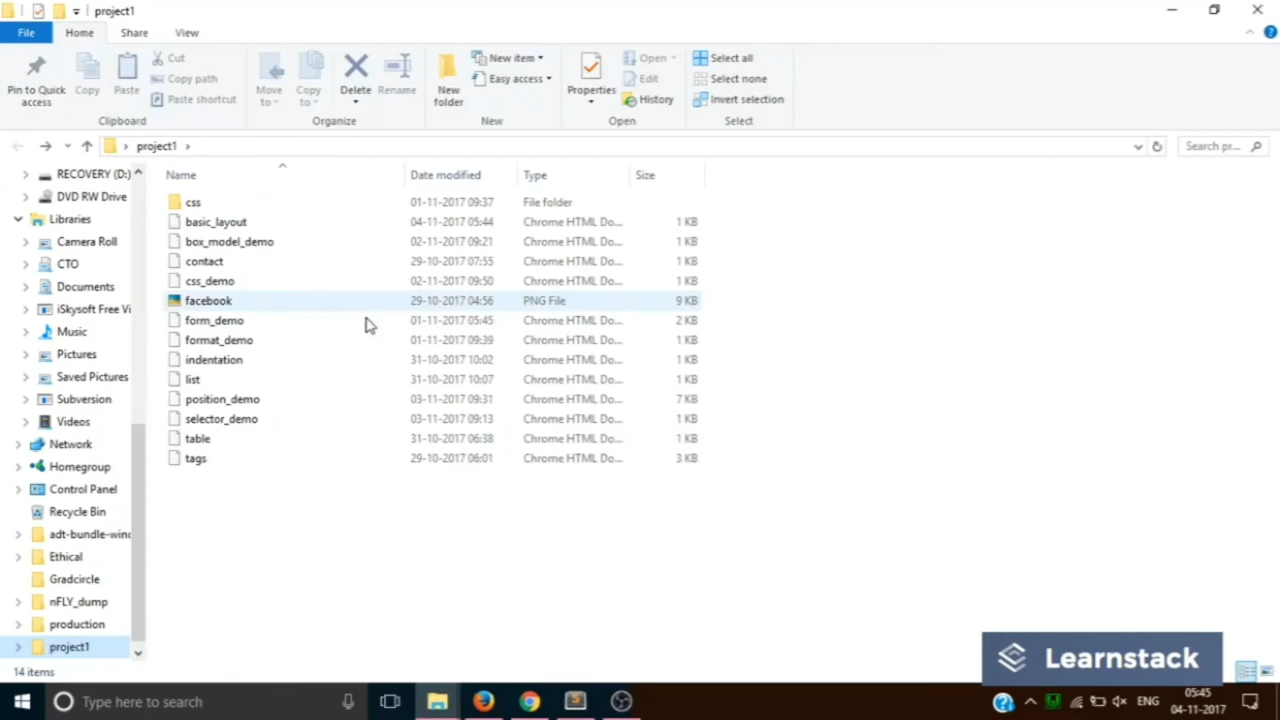 project1
File Home Share View
Pin to Quick access
Copy
Paste
Cut
Copy path
Paste shortcut
Clipboard
Move to
Copy to
Delete
Rename
Organize
New folder
New item
Easy access
New
Properties
Open
Edit
History
Open
Select all
Select none
Invert selection
Select
project1
Search pr...
Name Date modified Type Size
RECOVERY (D:)
DVD RW Drive
Libraries
Camera Roll
CTO
Documents
iSkysoft Free Vi
Music
Pictures
Saved Pictures
Subversion
Videos
Network
Homegroup
Control Panel
Recycle Bin
adt-bundle-winc
Ethical
Gradcircle
nFLY_dump
production
project1
css 01-11-2017 09:37 File folder
basic_layout 04-11-2017 05:44 Chrome HTML Do... 1 KB
box_model_demo 02-11-2017 09:21 Chrome HTML Do... 1 KB
contact 29-10-2017 07:55 Chrome HTML Do... 1 KB
css_demo 02-11-2017 09:50 Chrome HTML Do... 1 KB
facebook 29-10-2017 04:56 PNG File 9 KB
form_demo 01-11-2017 05:45 Chrome HTML Do... 2 KB
format_demo 01-11-2017 09:39 Chrome HTML Do... 1 KB
indentation 31-10-2017 10:02 Chrome HTML Do... 1 KB
list 31-10-2017 10:07 Chrome HTML Do... 1 KB
position_demo 03-11-2017 09:31 Chrome HTML Do... 7 KB
selector_demo 03-11-2017 09:13 Chrome HTML Do... 1 KB
table 31-10-2017 06:38 Chrome HTML Do... 1 KB
tags 29-10-2017 06:01 Chrome HTML Do... 3 KB
14 items
Learnstack
Type here to search
ENG
05:45
04-11-2017